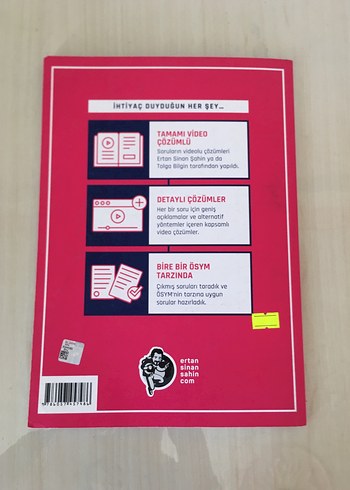 İHTİYAÇ DUYDUĞUN HER ŞEY...
TAMAMI VİDEO
ÇÖZÜMLÜ
Soruların videolu çözümleri
Ertan Sinan Şahin ya da
Tolga Bilgin tarafından yapıldı.
DETAYLI ÇÖZÜMLER
Her bir soru için geniş
açıklamalar ve alternatif
yöntemler içeren kapsamlı
video çözümler.
BİRE BİR ÖSYM
TARZINDA
Çıkmış soruları taradık ve
ÖSYM'nin tarzına uygun
sorular hazırladık.
ertan
sinan
sahin
com